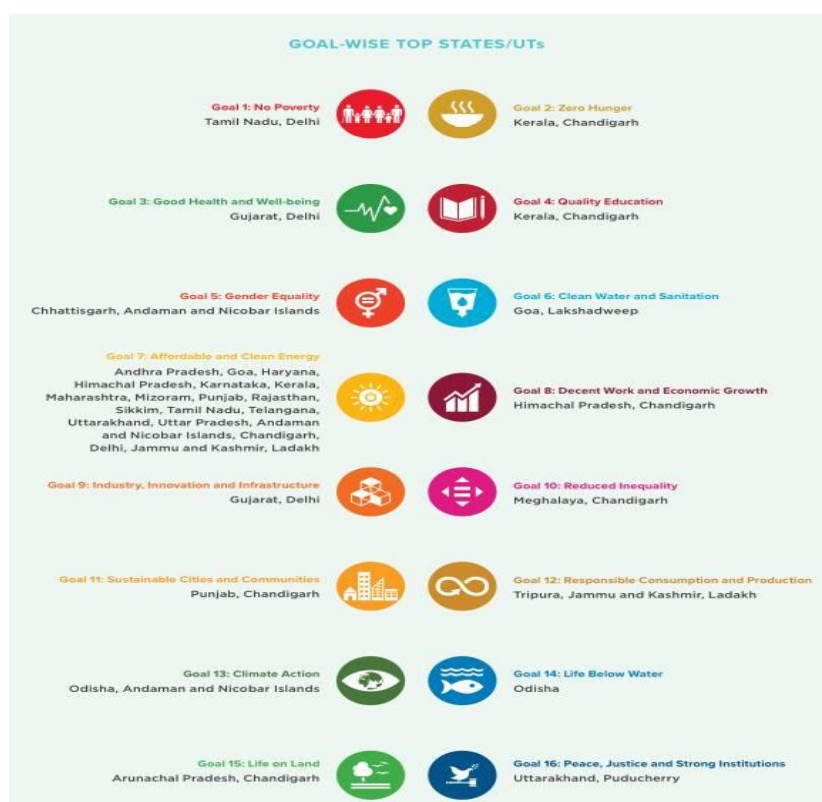 GOAL-WISE TOP STATES/UTs
Goal 1: No Poverty
Tamil Nadu, Delhi
Goal 2: Zero Hunger
Kerala, Chandigarh
Goal 3: Good Health and Well-being
Gujarat, Delhi
Goal 4: Quality Education
Kerala, Chandigarh
Goal 5: Gender Equality
Chhattisgarh, Andaman and Nicobar Islands
Goal 6: Clean Water and Sanitation
Goa, Lakshadweep
Goal 7: Affordable and Clean Energy
Andhra Pradesh, Goa, Haryana,
Himachal Pradesh, Karnataka, Kerala,
Maharashtra, Mizoram, Punjab, Rajasthan,
Sikkim, Tamil Nadu, Telangana,
Uttarakhand, Uttar Pradesh, Andaman
and Nicobar Islands, Chandigarh,
Delhi, Jammu and Kashmir, Ladakh
Goal 8: Decent Work and Economic Growth
Himachal Pradesh, Chandigarh
Goal 9: Industry, Innovation and Infrastructure
Gujarat, Delhi
Goal 10: Reduced Inequality
Meghalaya, Chandigarh
Goal 11: Sustainable Cities and Communities
Punjab, Chandigarh
Goal 12: Responsible Consumption and Production
Tripura, Jammu and Kashmir, Ladakh
Goal 13: Climate Action
Odisha, Andaman and Nicobar Islands
Goal 14: Life Below Water
Odisha
Goal 15: Life on Land
Arunachal Pradesh, Chandigarh
Goal 16: Peace, Justice and Strong Institutions
Uttarakhand, Puducherry